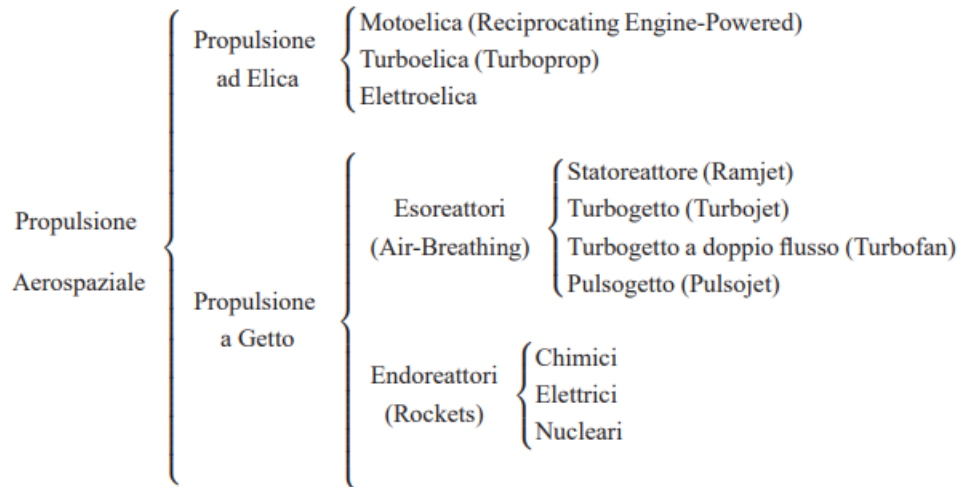 Propulsione
Aerospaziale
Propulsione
ad Elica
Motoelica (Reciprocating Engine-Powered)
Turboelica (Turboprop)
Elettroelica
Propulsione
a Getto
Esoreattori
(Air-Breathing)
Statoreattore (Ramjet)
Turbogetto (Turbojet)
Turbogetto a doppio flusso (Turbofan)
Pulsogetto (Pulsojet)
Endoreattori
(Rockets)
Chimici
Elettrici
Nucleari